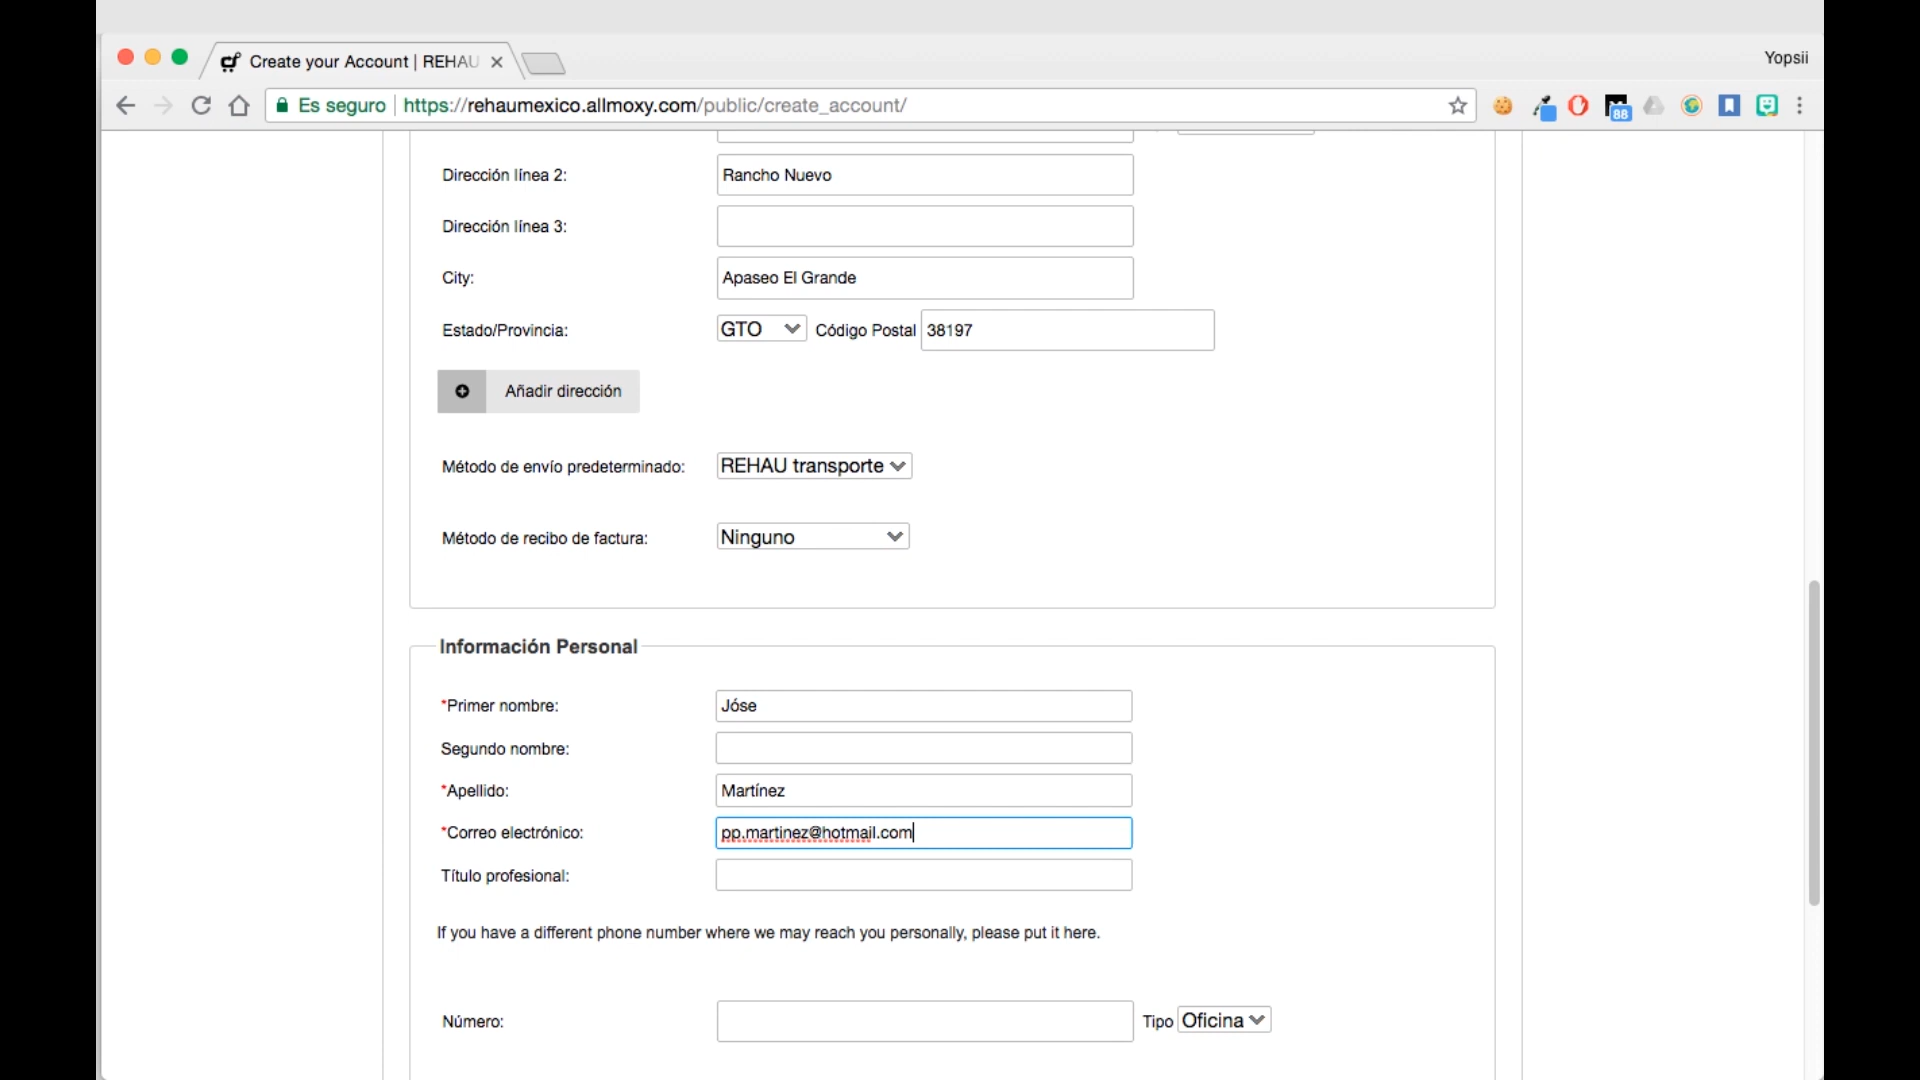 Create your Account | REHAU
Yopsii
Es seguro https://rehaumexico.allmoxy.com/public/create_account/
88
Dirección línea 2: Rancho Nuevo
Dirección línea 3:
City: Apaseo El Grande
Estado/Provincia: GTO Código Postal 38197
Añadir dirección
Método de envío predeterminado: REHAU transporte
Método de recibo de factura: Ninguno
Información Personal
*Primer nombre: Jóse
Segundo nombre:
*Apellido: Martínez
*Correo electrónico: pp.martinez@hotmail.com
Título profesional:
If you have a different phone number where we may reach you personally, please put it here.
Número: Tipo Oficina